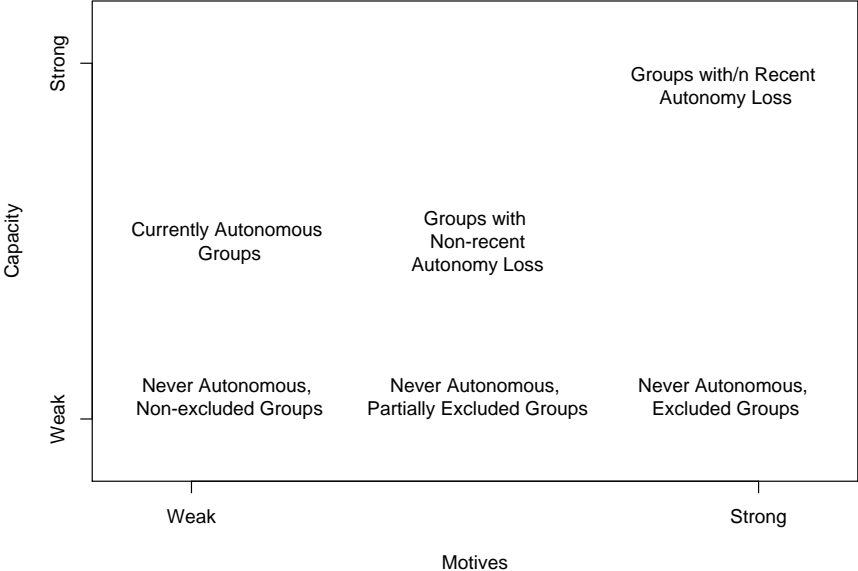 Strong
Groups with/n Recent
Autonomy Loss
Capacity
Currently Autonomous
Groups
Groups with
Non-recent
Autonomy Loss
Weak
Never Autonomous,
Non-excluded Groups
Never Autonomous,
Partially Excluded Groups
Never Autonomous,
Excluded Groups
Weak
Strong
Motives